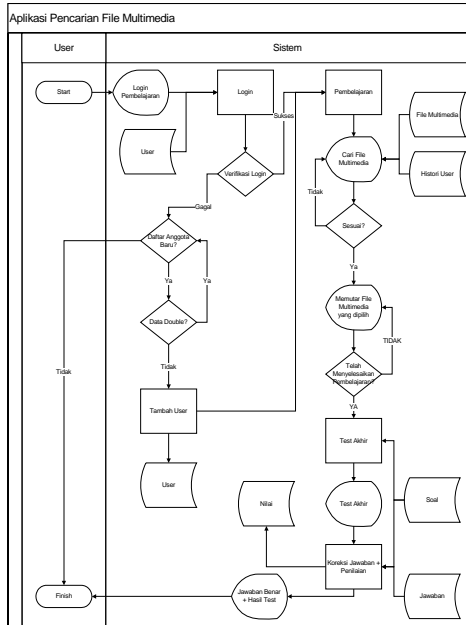 Aplikasi Pencarian File Multimedia
User
Sistem
Start
Login
Pembelajaran
Login
Sukses
Pembelajaran
User
Verifikasi Login
Cari File
Multimedia
File Multimedia
Histori User
Tidak
Gagal
Sesuai?
Daftar Anggota
Baru?
Ya
Ya
Ya
Data Double?
Memutar File
Multimedia
yang dipilih
TIDAK
Tidak
Tidak
Telah
Menyelesaikan
Pembelajaran?
YA
Tambah User
Test Akhir
User
Nilai
Test Akhir
Soal
Koreksi Jawaban +
Penilaian
Finish
Jawaban Benar
+ Hasil Test
Jawaban